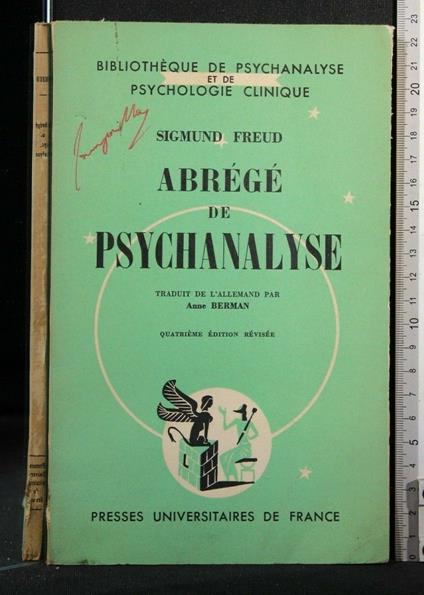 BIBLIOTHÈQUE DE PSYCHANALYSE
ET DE
PSYCHOLOGIE CLINIQUE
SIGMUND FREUD
ABRÉGÉ
DE
PSYCHANALYSE
TRADUIT DE L'ALLEMAND PAR
Anne BERMAN
QUATRIÈME ÉDITION RÉVISÉE
PRESSES UNIVERSITAIRES DE FRANCE